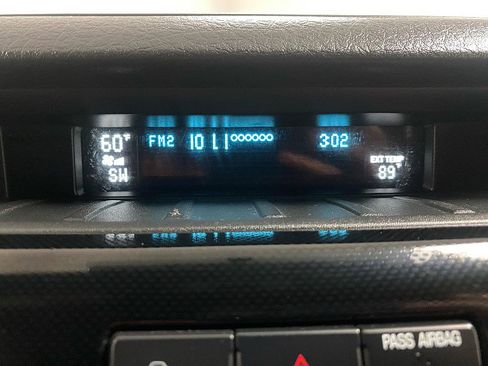 60°F FM2 101.1 3:02
EXT TEMP
SW 89°F
PASS AIRBAG